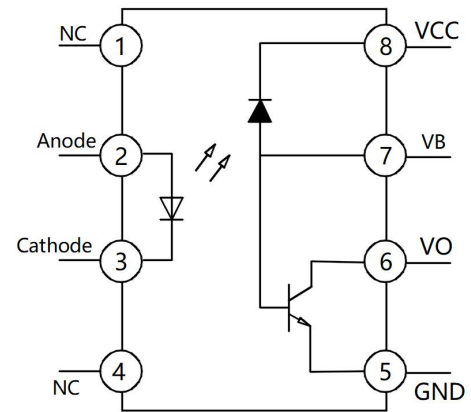 NC 1
8 VCC
Anode 2
7 VB
Cathode 3
6 VO
4 NC
5 GND